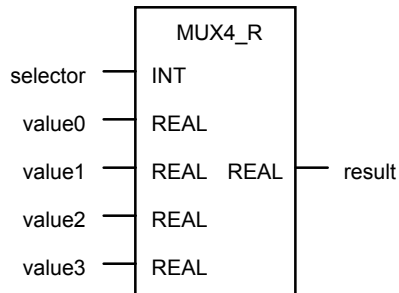 MUX4_R
selector INT
value0 REAL
value1 REAL REAL result
value2 REAL
value3 REAL